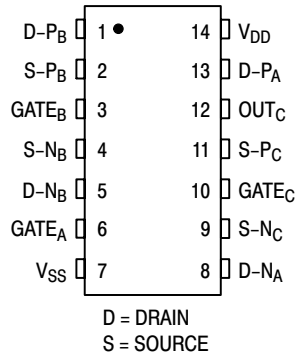 D–P_B 1 14 V_DD
S–P_B 2 13 D–P_A
GATE_B 3 12 OUT_C
S–N_B 4 11 S–P_C
D–N_B 5 10 GATE_C
GATE_A 6 9 S–N_C
V_SS 7 8 D–N_A
D = DRAIN
S = SOURCE